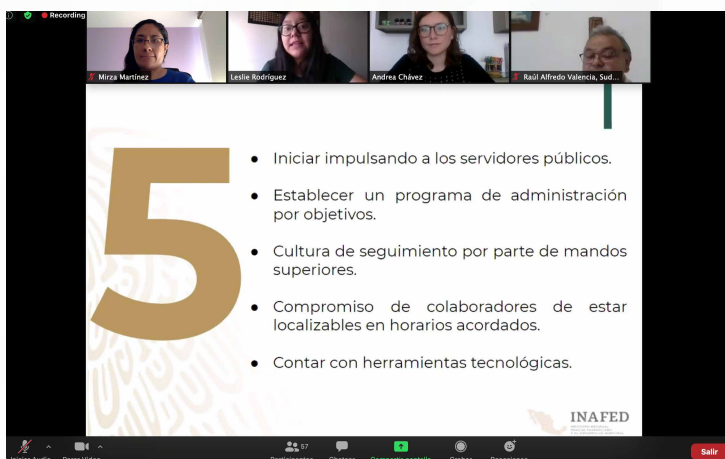 Recording
Mirza Martínez
Leslie Rodríguez
Andrea Chávez
Raúl Alfredo Valencia, Sud...
5
● Iniciar impulsando a los servidores públicos.
● Establecer un programa de administración
por objetivos.
● Cultura de seguimiento por parte de mandos
superiores.
● Compromiso de colaboradores de estar
localizables en horarios acordados.
● Contar con herramientas tecnológicas.
INAFED
57
Salir